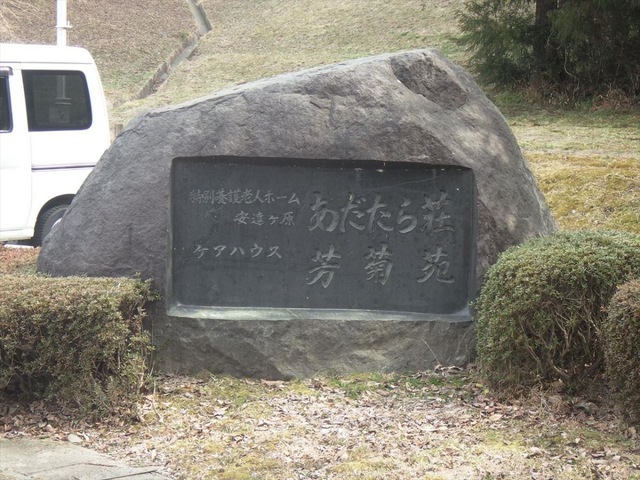 特別養護老人ホーム
安達ヶ原 あだたら荘
ケアハウス 芳菊苑